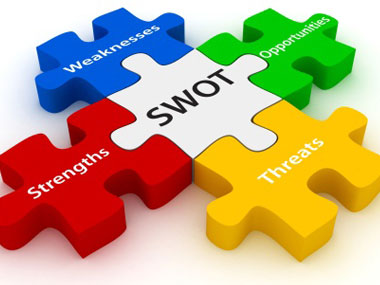 Weaknesses
Opportunities
SWOT
Strengths
Threats